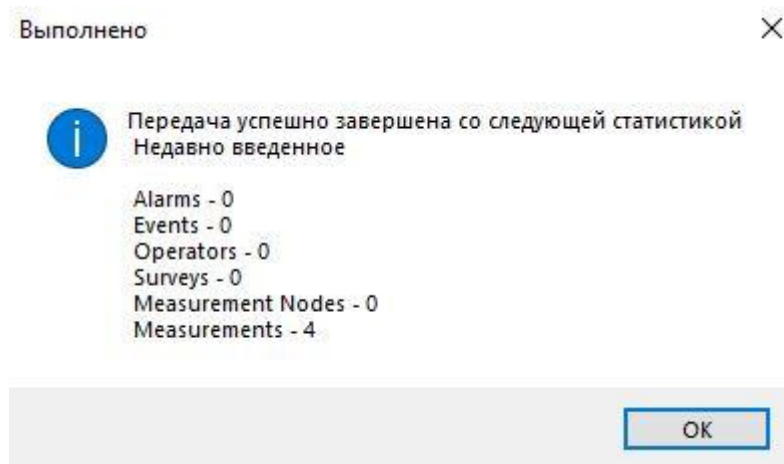 Выполнено
Передача успешно завершена со следующей статистикой
Недавно введенное
Alarms - 0
Events - 0
Operators - 0
Surveys - 0
Measurement Nodes - 0
Measurements - 4
OK